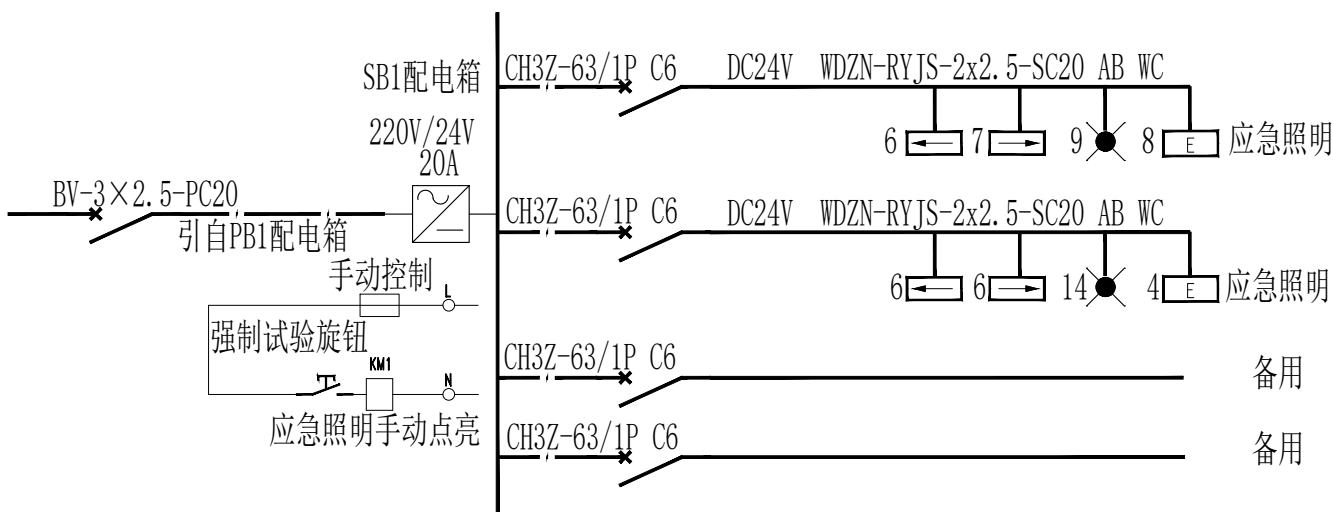 SB1配电箱
220V/24V
20A
BV-3×2.5-PC20
引自PB1配电箱
手动控制
L
强制试验旋钮
KM1
N
应急照明手动点亮
CH3Z-63/1P C6 DC24V WDZN-RYJS-2x2.5-SC20 AB WC
6 7 9 8 E 应急照明
CH3Z-63/1P C6 DC24V WDZN-RYJS-2x2.5-SC20 AB WC
6 6 14 4 E 应急照明
CH3Z-63/1P C6 备用
CH3Z-63/1P C6 备用